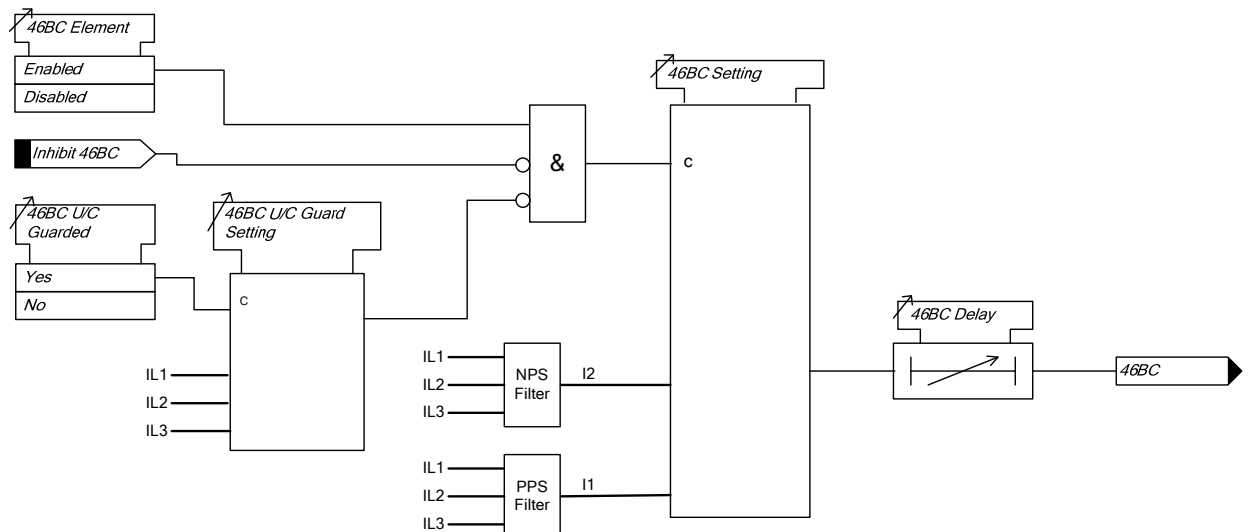 46BC Element
Enabled
Disabled
Inhibit 46BC
46BC U/C
Guarded
Yes
No
46BC U/C Guard
Setting
c
IL1
IL2
IL3
&
46BC Setting
c
IL1
IL2
IL3
NPS
Filter
I2
IL1
IL2
IL3
PPS
Filter
I1
46BC Delay
46BC